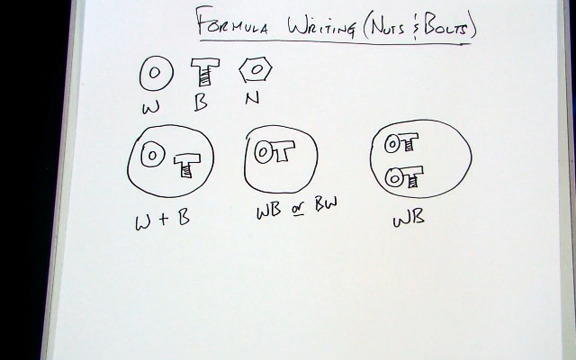 FORMULA WRITING (NUTS & BOLTS)
W B N
W + B
WB or BW
WB